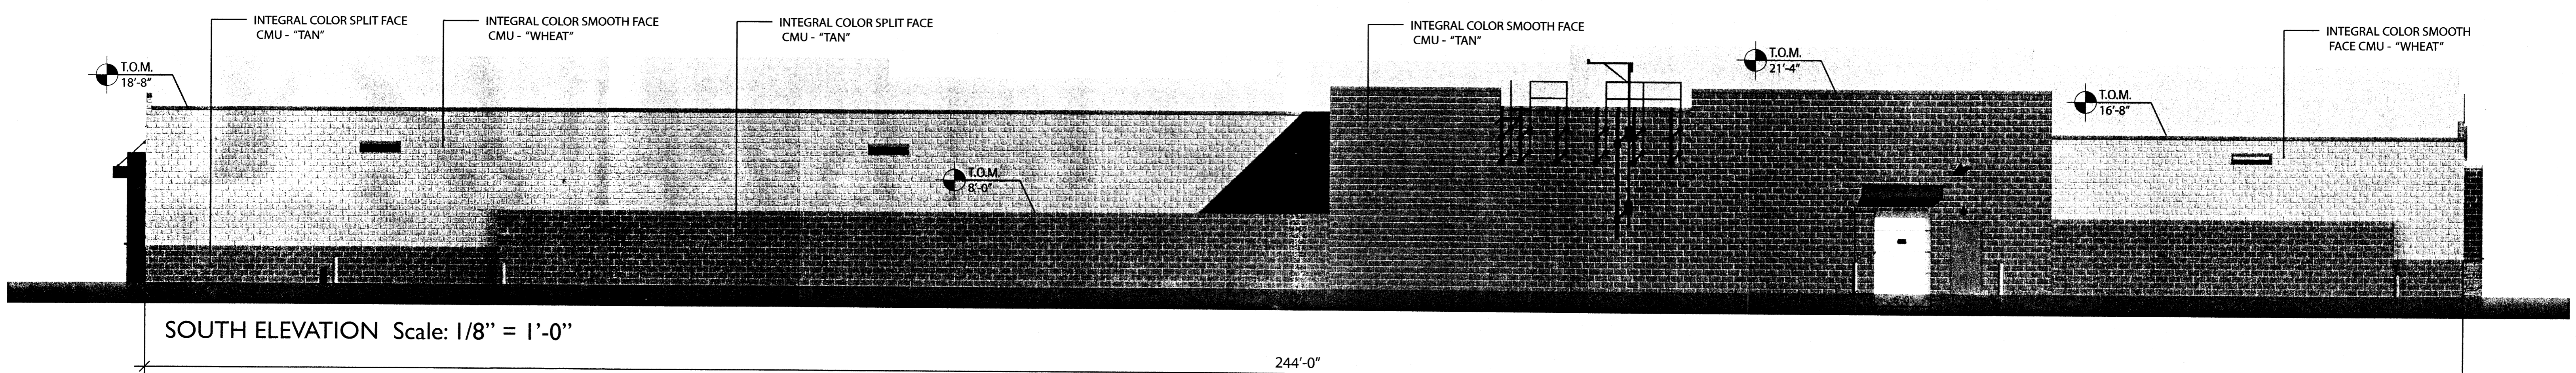 INTEGRAL COLOR SPLIT FACE
CMU - “TAN”
INTEGRAL COLOR SMOOTH FACE
CMU - “WHEAT”
INTEGRAL COLOR SPLIT FACE
CMU - “TAN”
INTEGRAL COLOR SMOOTH FACE
CMU - “TAN”
INTEGRAL COLOR SMOOTH
FACE CMU - “WHEAT”
T.O.M.
18'-8"
T.O.M.
21'-4"
T.O.M.
16'-8"
T.O.M.
8'-0"
SOUTH ELEVATION Scale: 1/8” = 1’-0”
244'-0"